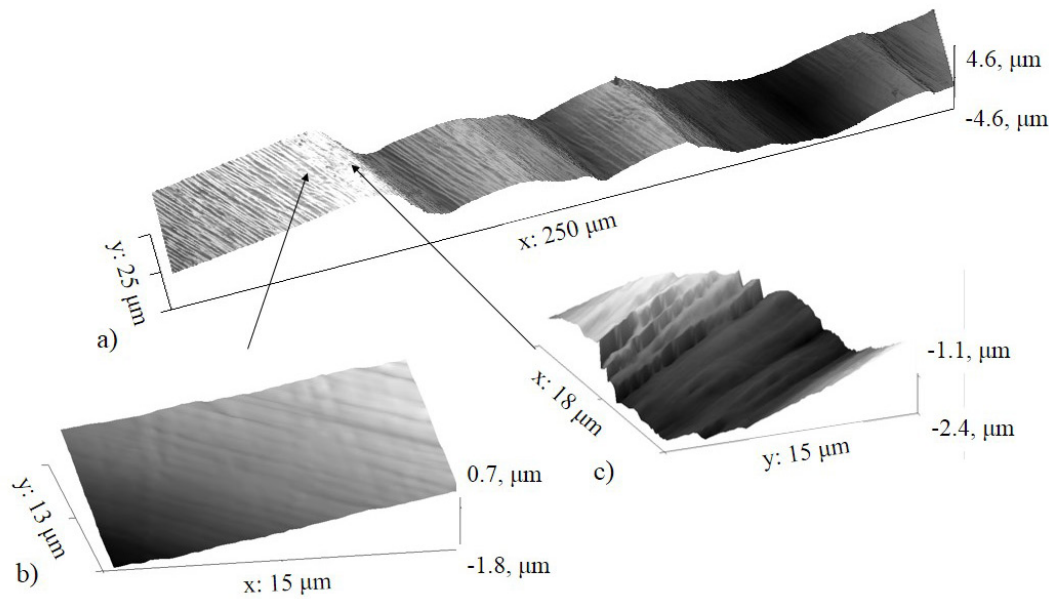 4.6, μm
-4.6, μm
x: 250 μm
y: 25 μm
a)
-1.1, μm
x: 18 μm
-2.4, μm
y: 15 μm
c)
0.7, μm
y: 13 μm
-1.8, μm
b)
x: 15 μm